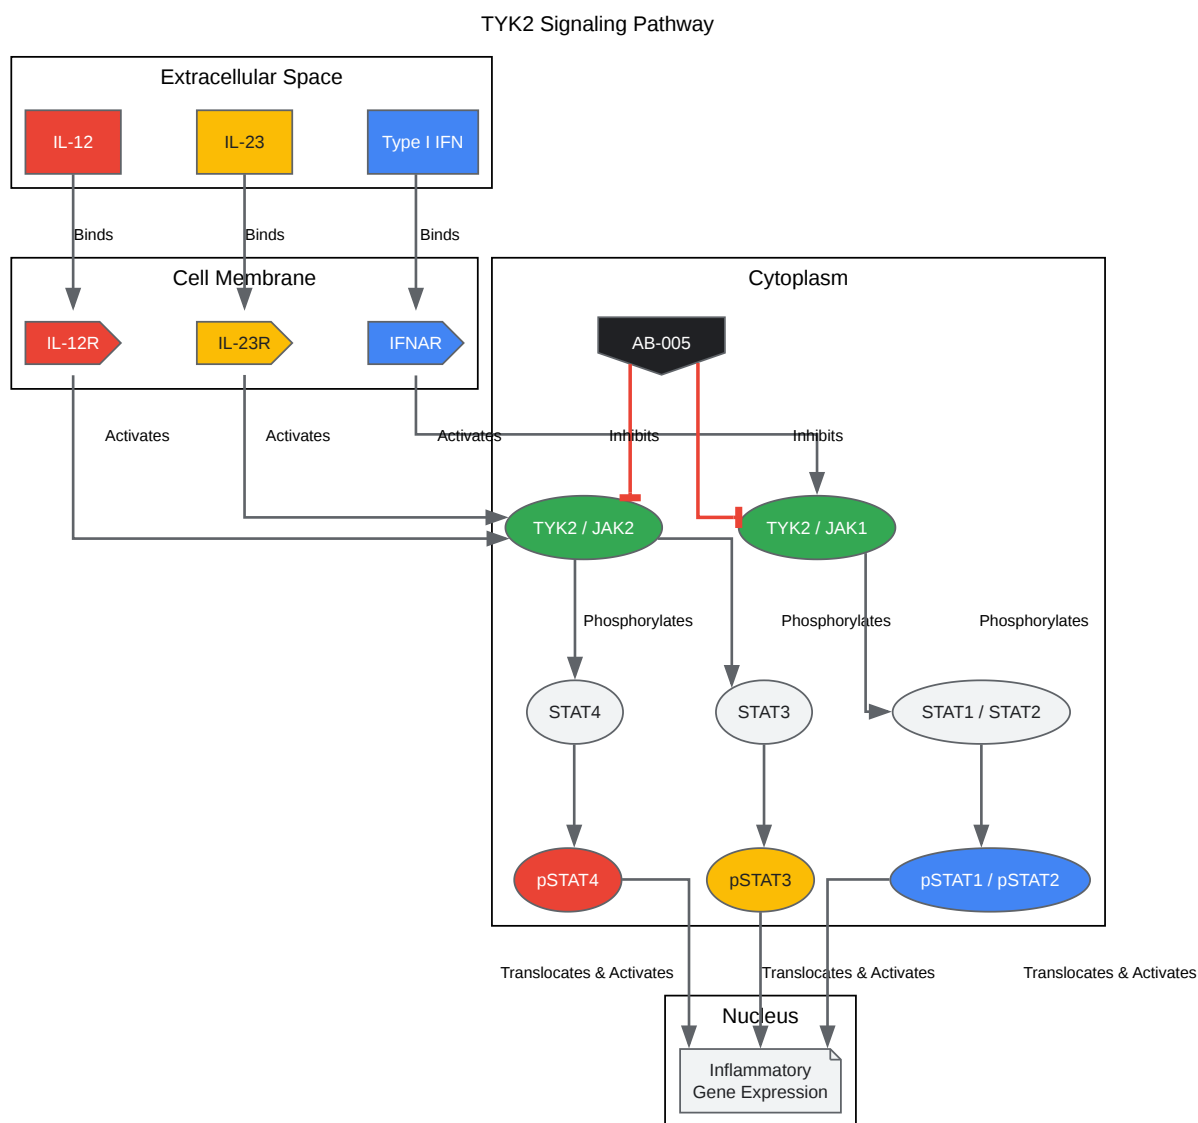 TYK2 Signaling Pathway
Extracellular Space
IL-12
IL-23
Type I IFN
Binds
Binds
Binds
Cell Membrane
Cytoplasm
IL-12R
IL-23R
IFNAR
AB-005
Activates
Activates
Activates
Inhibits
Inhibits
TYK2 / JAK2
TYK2 / JAK1
Phosphorylates
Phosphorylates
Phosphorylates
STAT4
STAT3
STAT1 / STAT2
pSTAT4
pSTAT3
pSTAT1 / pSTAT2
Translocates & Activates
Translocates & Activates
Translocates & Activates
Nucleus
Inflammatory
Gene Expression